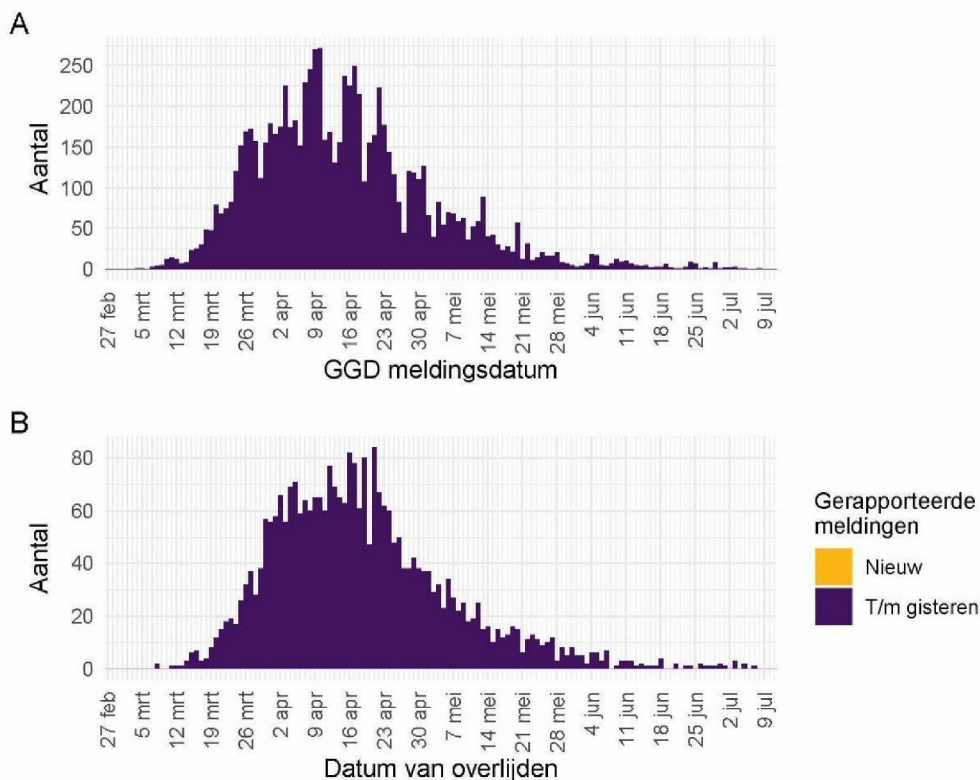 A
250
200
150
100
50
0
Aantal
27 feb
5 mrt
12 mrt
19 mrt
26 mrt
2 apr
9 apr
16 apr
23 apr
30 apr
7 mei
14 mei
21 mei
28 mei
4 jun
11 jun
18 jun
25 jun
2 jul
9 jul
GGD meldingsdatum
B
80
60
40
20
0
Aantal
27 feb
5 mrt
12 mrt
19 mrt
26 mrt
2 apr
9 apr
16 apr
23 apr
30 apr
7 mei
14 mei
21 mei
28 mei
4 jun
11 jun
18 jun
25 jun
2 jul
9 jul
Datum van overlijden
Gerapporteerde
meldingen
Nieuw
T/m gisteren